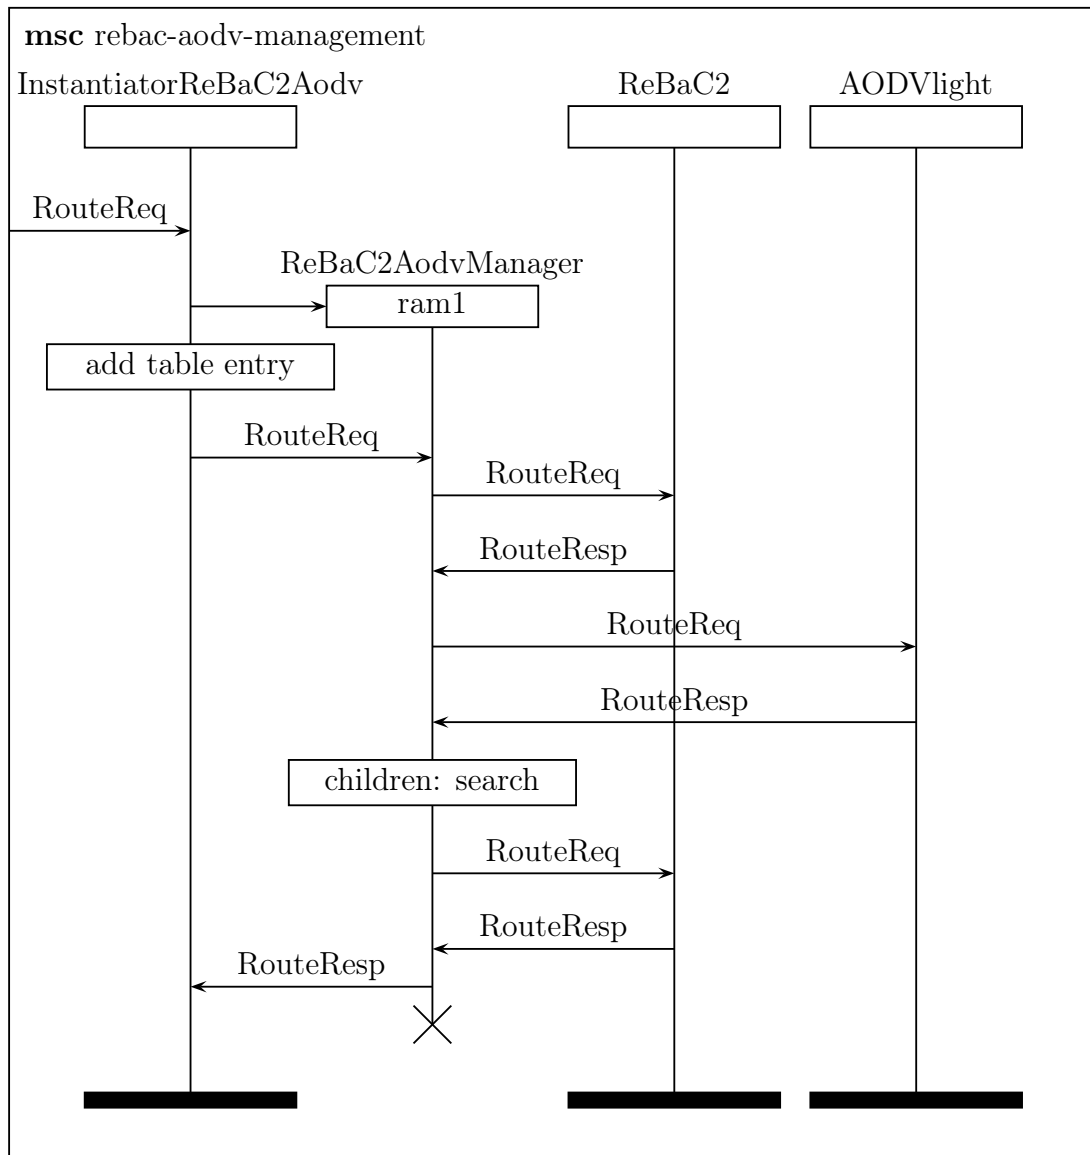 msc rebac-aodv-management
InstantiatorReBaC2Aodv
ReBaC2
AODVlight
RouteReq
ReBaC2AodvManager
ram1
add table entry
RouteReq
RouteReq
RouteResp
RouteReq
RouteResp
children: search
RouteReq
RouteResp
RouteResp